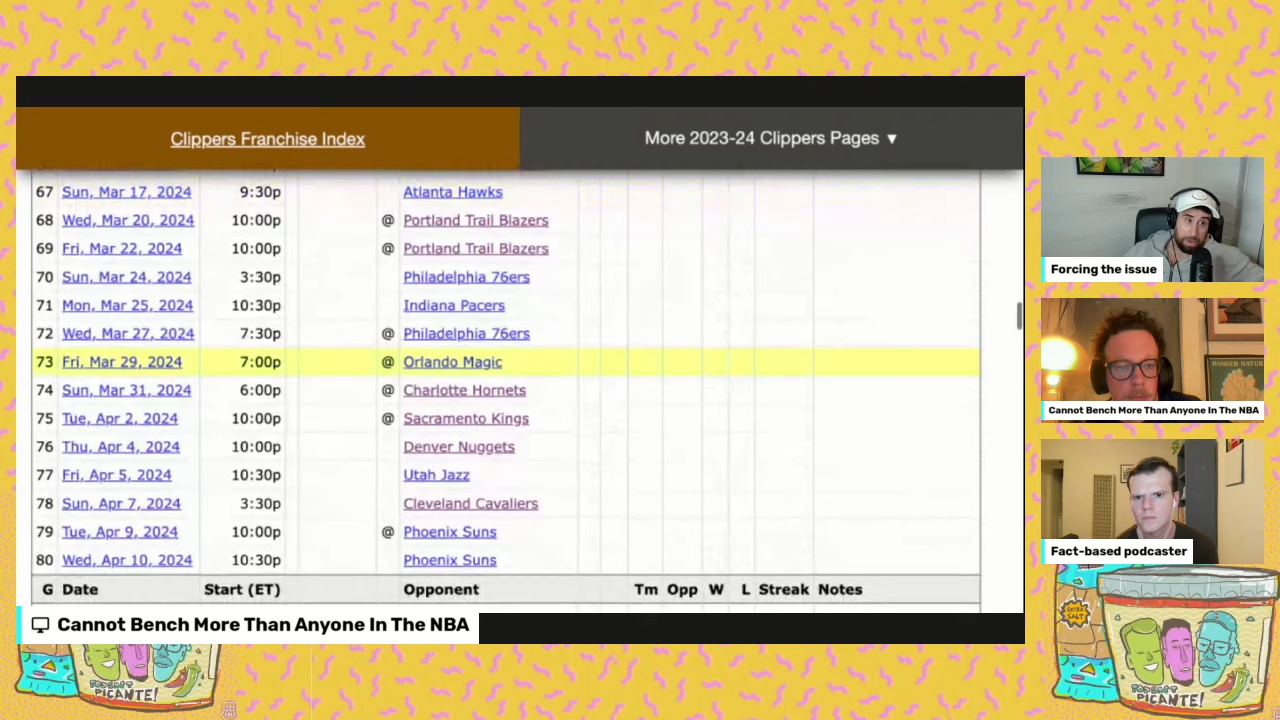 Clippers Franchise Index
More 2023-24 Clippers Pages ▼
67 Sun, Mar 17, 2024 9:30p Atlanta Hawks
68 Wed, Mar 20, 2024 10:00p @ Portland Trail Blazers
69 Fri, Mar 22, 2024 10:00p @ Portland Trail Blazers
70 Sun, Mar 24, 2024 3:30p Philadelphia 76ers
71 Mon, Mar 25, 2024 10:30p Indiana Pacers
72 Wed, Mar 27, 2024 7:30p @ Philadelphia 76ers
73 Fri, Mar 29, 2024 7:00p @ Orlando Magic
74 Sun, Mar 31, 2024 6:00p @ Charlotte Hornets
75 Tue, Apr 2, 2024 10:00p @ Sacramento Kings
76 Thu, Apr 4, 2024 10:00p Denver Nuggets
77 Fri, Apr 5, 2024 10:30p Utah Jazz
78 Sun, Apr 7, 2024 3:30p Cleveland Cavaliers
79 Tue, Apr 9, 2024 10:00p @ Phoenix Suns
80 Wed, Apr 10, 2024 10:30p Phoenix Suns
G Date Start (ET) Opponent Tm Opp W L Streak Notes
Cannot Bench More Than Anyone In The NBA
Forcing the issue
RANGER NATUR
Cannot Bench More Than Anyone In The NBA
Fact-based podcaster
EXTRA
SALT
PODCAST
PICANTE!
PODCAST
PICANTE!